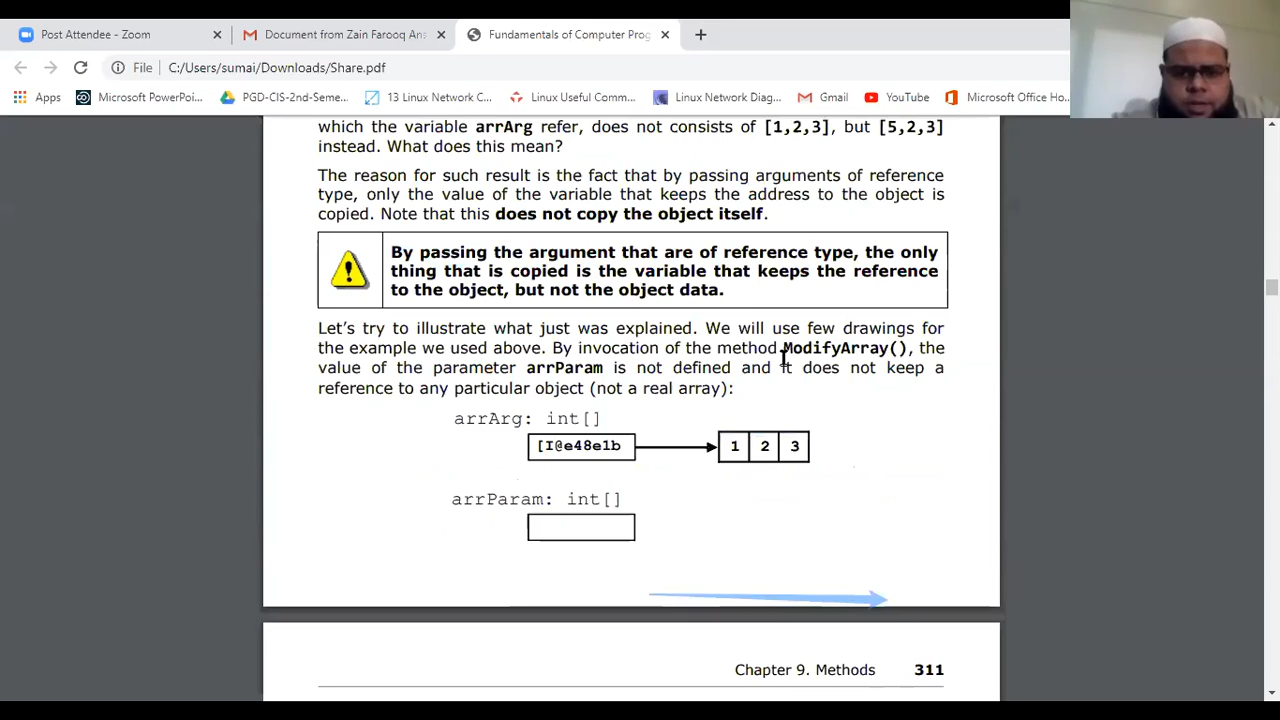 Post Attendee - Zoom
Document from Zain Farooq Ans
Fundamentals of Computer Prog
File C:/Users/sumai/Downloads/Share.pdf
Apps Microsoft PowerPoi... PGD-CIS-2nd-Seme... 13 Linux Network C... Linux Useful Comm... Linux Network Diag... Gmail YouTube Microsoft Office Ho
which the variable arrArg refer, does not consists of [1,2,3], but [5,2,3]
instead. What does this mean?
The reason for such result is the fact that by passing arguments of reference
type, only the value of the variable that keeps the address to the object is
copied. Note that this does not copy the object itself.
By passing the argument that are of reference type, the only
thing that is copied is the variable that keeps the reference
to the object, but not the object data.
Let's try to illustrate what just was explained. We will use few drawings for
the example we used above. By invocation of the method ModifyArray(), the
value of the parameter arrParam is not defined and it does not keep a
reference to any particular object (not a real array):
arrArg: int[]
[I@e48e1b 1 2 3
arrParam: int[]
Chapter 9. Methods 311